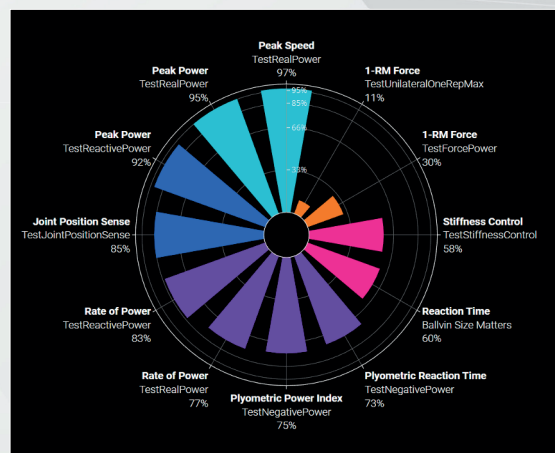 Peak Speed
TestRealPower
97%
1-RM Force
TestUnilateralOneRepMax
11%
1-RM Force
TestForcePower
30%
Stiffness Control
TestStiffnessControl
58%
Reaction Time
Ballvin Size Matters
60%
Plyometric Reaction Time
TestNegativePower
73%
Plyometric Power Index
TestNegativePower
75%
Rate of Power
TestRealPower
77%
Rate of Power
TestReactivePower
83%
Joint Position Sense
TestJointPositionSense
85%
Peak Power
TestReactivePower
92%
Peak Power
TestRealPower
95%
95%
85%
66%
33%